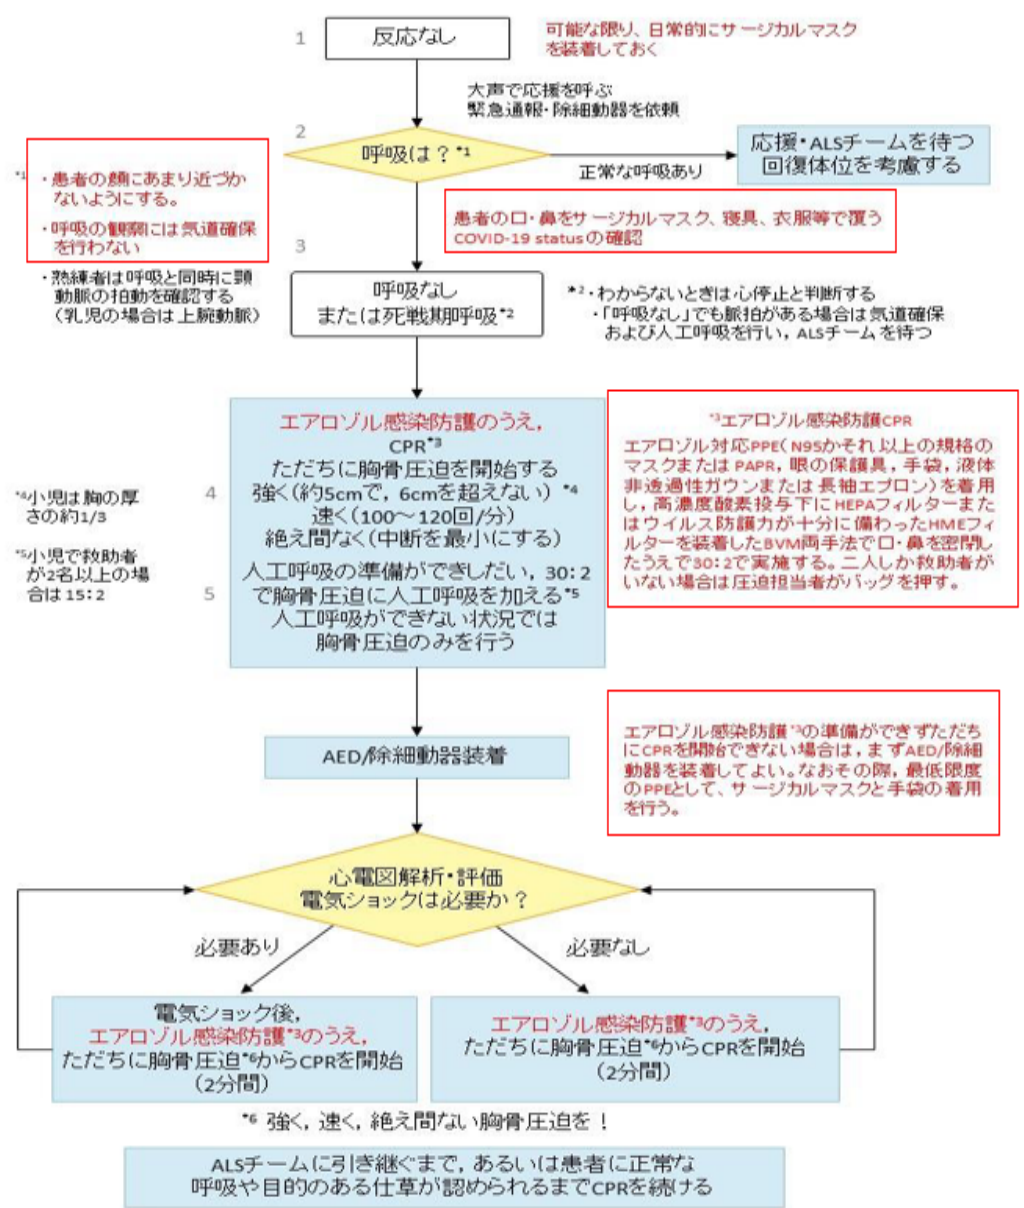 1
反応なし
可能な限り、日常的にサージカルマスク
を装着しておく
大声で応援を呼ぶ
緊急通報・除細動器を依頼
2
呼吸は？*1
正常な呼吸あり
応援・ALSチームを待つ
回復体位を考慮する
*1 ・患者の顔にあまり近づか
ないようにする。
・呼吸の観察には気道確保
を行わない
・熟練者は呼吸と同時に頸
動脈の拍動を確認する
（乳児の場合は上腕動脈）
患者の口・鼻をサージカルマスク、寝具、衣服等で覆う
COVID-19 statusの確認
3
呼吸なし
または死戦期呼吸*2
*2・わからないときは心停止と判断する
・「呼吸なし」でも脈拍がある場合は気道確保
および人工呼吸を行い，ALSチームを待つ
エアロゾル感染防護のうえ，
CPR*3
ただちに胸骨圧迫を開始する
4
強く（約5cmで，6cmを超えない）*4
速く（100～120回/分）
絶え間なく（中断を最小にする）
5
人工呼吸の準備ができしだい，30：2
で胸骨圧迫に人工呼吸を加える*5
人工呼吸ができない状況では
胸骨圧迫のみを行う
*4小児は胸の厚
さの約1/3
*5小児で救助者
が2名以上の場
合は15：2
*3エアロゾル感染防護CPR
エアロゾル対応PPE（N95かそれ以上の規格の
マスクまたはPAPR，眼の保護具，手袋，液体
非透過性ガウンまたは長袖エプロン）を着用
し，高濃度酸素投与下にHEPAフィルターまた
はウイルス防護力が十分に備わったHMEフィ
ルターを装着したBVM両手法で口・鼻を密閉し
たうえで30：2で実施する。二人しか救助者が
いない場合は圧迫担当者がバッグを押す。
AED/除細動器装着
エアロゾル感染防護*3の準備ができずただち
にCPRを開始できない場合は，まずAED/除細
動器を装着してよい。なおその際，最低限度
のPPEとして、サージカルマスクと手袋の着用
を行う。
心電図解析・評価
電気ショックは必要か？
必要あり
必要なし
電気ショック後，
エアロゾル感染防護*3のうえ，
ただちに胸骨圧迫*6からCPRを開始
（2分間）
エアロゾル感染防護*3のうえ，
ただちに胸骨圧迫*6からCPRを開始
（2分間）
*6 強く，速く，絶え間ない胸骨圧迫を！
ALSチームに引き継ぐまで，あるいは患者に正常な
呼吸や目的のある仕草が認められるまでCPRを続ける